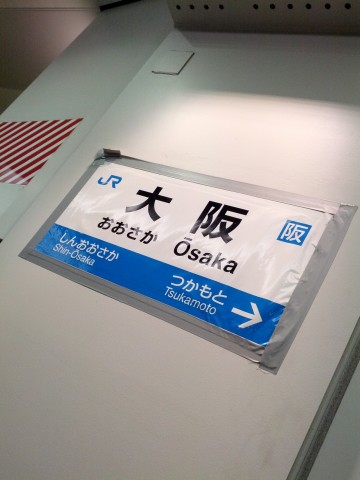 JR
大阪
阪
おおさか Ōsaka
しんおおさか
Shin-Ōsaka
つかもと
Tsukamoto